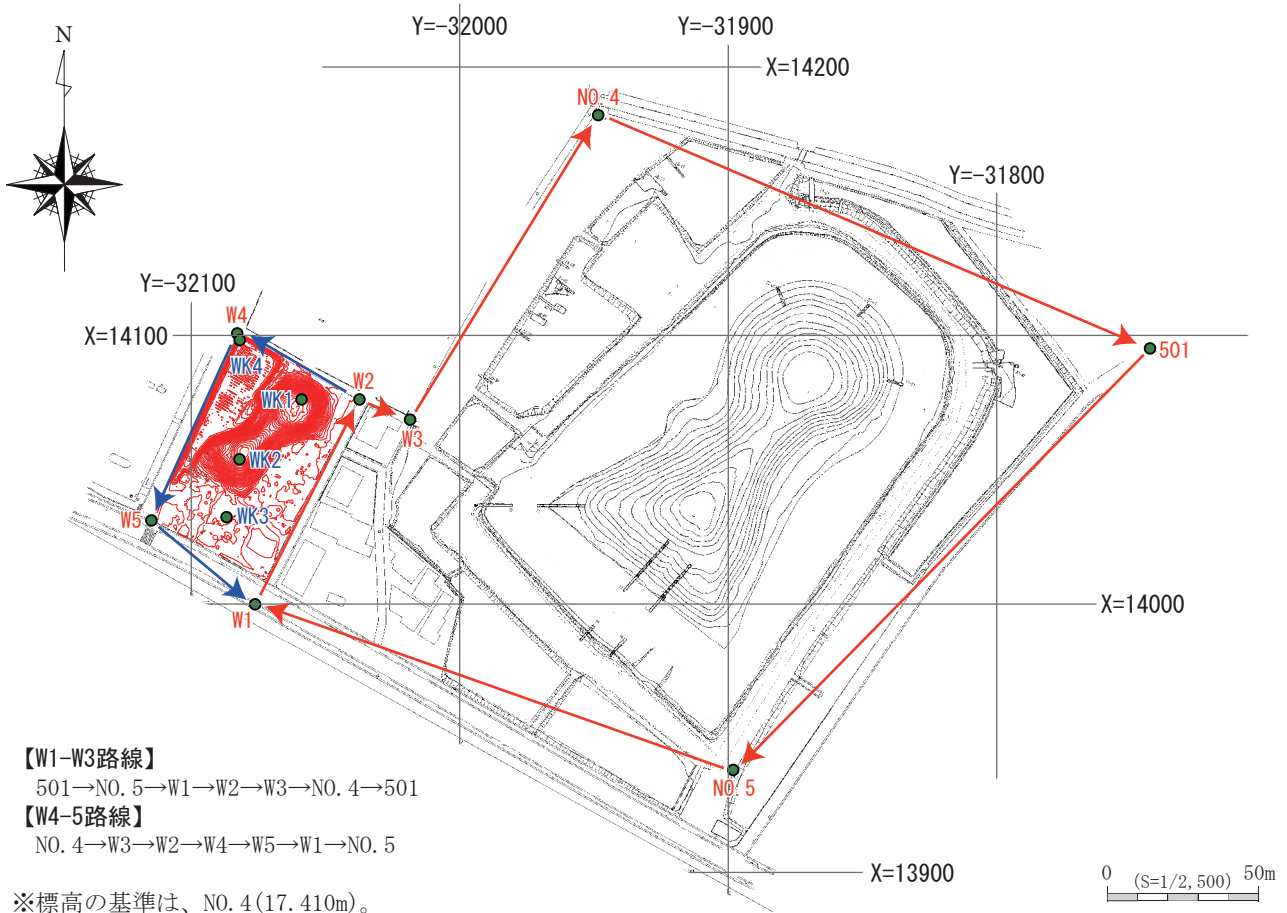 N
Y=-32000
Y=-31900
X=14200
NO.4
Y=-31800
Y=-32100
W4
X=14100
501
WK4
W2
WK1
W3
WK2
W5
WK3
W1
X=14000
【W1-W3路線】
501→NO.5→W1→W2→W3→NO.4→501
NO.5
【W4-5路線】
NO.4→W3→W2→W4→W5→W1→NO.5
X=13900
0 (S=1/2,500) 50m
※標高の基準は、NO.4(17.410m)。